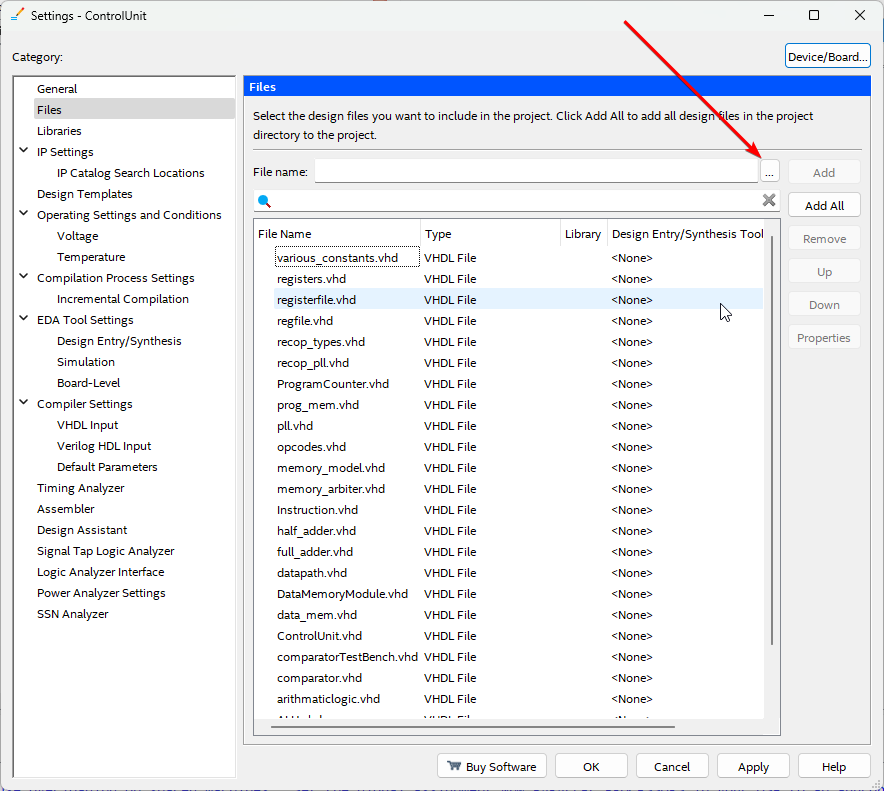 Settings - ControlUnit
Category:
Device/Board...
General
Files
Libraries
IP Settings
IP Catalog Search Locations
Design Templates
Operating Settings and Conditions
Voltage
Temperature
Compilation Process Settings
Incremental Compilation
EDA Tool Settings
Design Entry/Synthesis
Simulation
Board-Level
Compiler Settings
VHDL Input
Verilog HDL Input
Default Parameters
Timing Analyzer
Assembler
Design Assistant
Signal Tap Logic Analyzer
Logic Analyzer Interface
Power Analyzer Settings
SSN Analyzer
Files
Select the design files you want to include in the project. Click Add All to add all design files in the project
directory to the project.
File name: ... Add
Add All
File Name Type Library Design Entry/Synthesis Tool
various_constants.vhd VHDL File <None>
registers.vhd VHDL File <None>
registerfile.vhd VHDL File <None>
regfile.vhd VHDL File <None>
recop_types.vhd VHDL File <None>
recop_pll.vhd VHDL File <None>
ProgramCounter.vhd VHDL File <None>
prog_mem.vhd VHDL File <None>
pll.vhd VHDL File <None>
opcodes.vhd VHDL File <None>
memory_model.vhd VHDL File <None>
memory_arbiter.vhd VHDL File <None>
Instruction.vhd VHDL File <None>
half_adder.vhd VHDL File <None>
full_adder.vhd VHDL File <None>
datapath.vhd VHDL File <None>
DataMemoryModule.vhd VHDL File <None>
data_mem.vhd VHDL File <None>
ControlUnit.vhd VHDL File <None>
comparatorTestBench.vhd VHDL File <None>
comparator.vhd VHDL File <None>
arithmaticlogic.vhd VHDL File <None>
Remove
Up
Down
Properties
Buy Software OK Cancel Apply Help